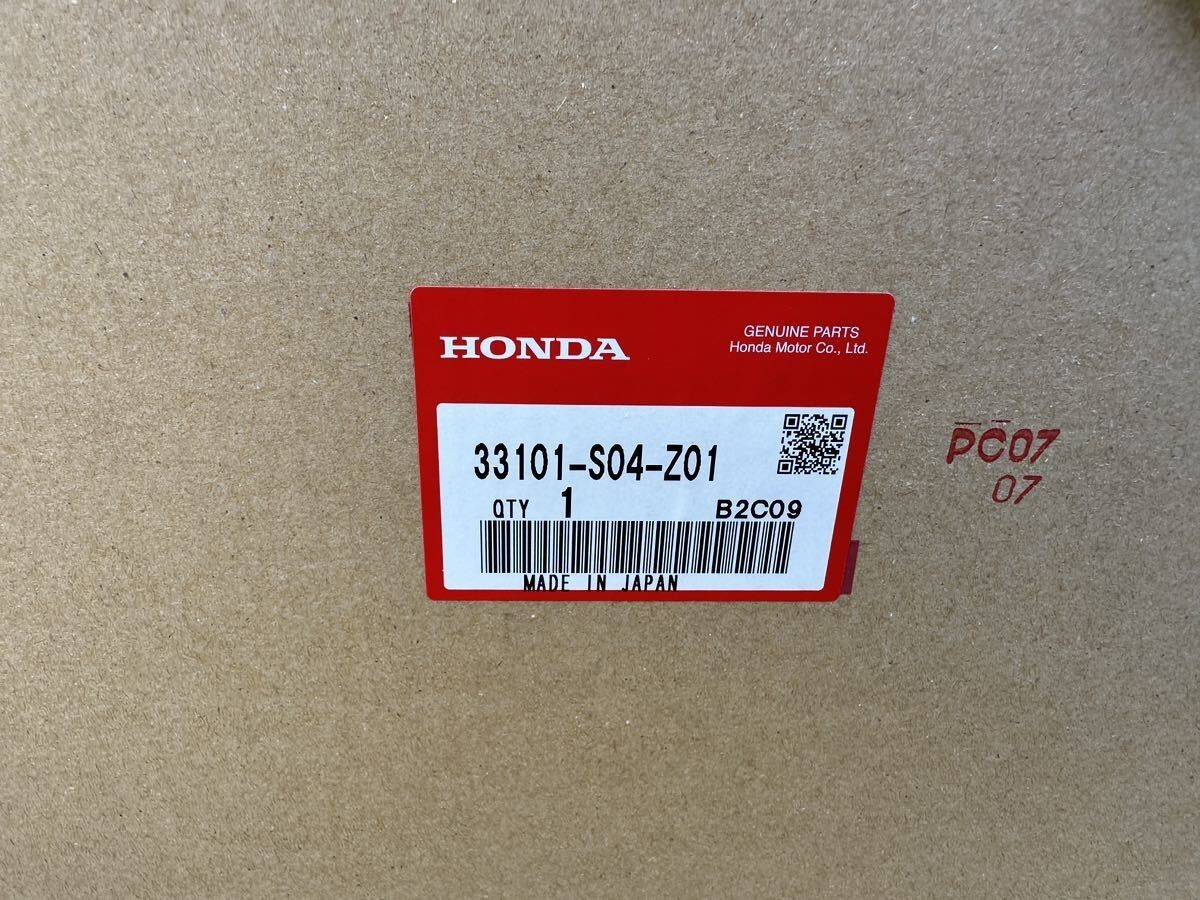 HONDA
GENUINE PARTS
Honda Motor Co., Ltd.
33101-S04-Z01
QTY 1 B2C09
MADE IN JAPAN
PC07
07